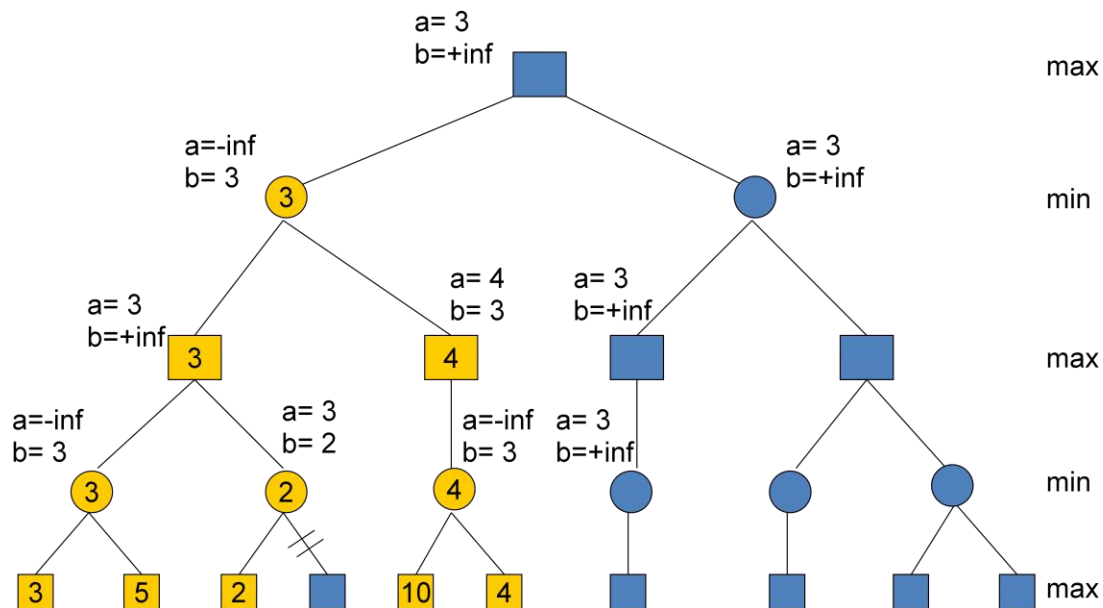 a= 3
b=+inf
max
a=-inf
b= 3
3
a= 3
b=+inf
min
a= 3
b=+inf
3
a= 4
b= 3
4
a= 3
b=+inf
max
a=-inf
b= 3
3
a= 3
b= 2
2
a=-inf
b= 3
4
a= 3
b=+inf
min
3
5
2
10
4
max